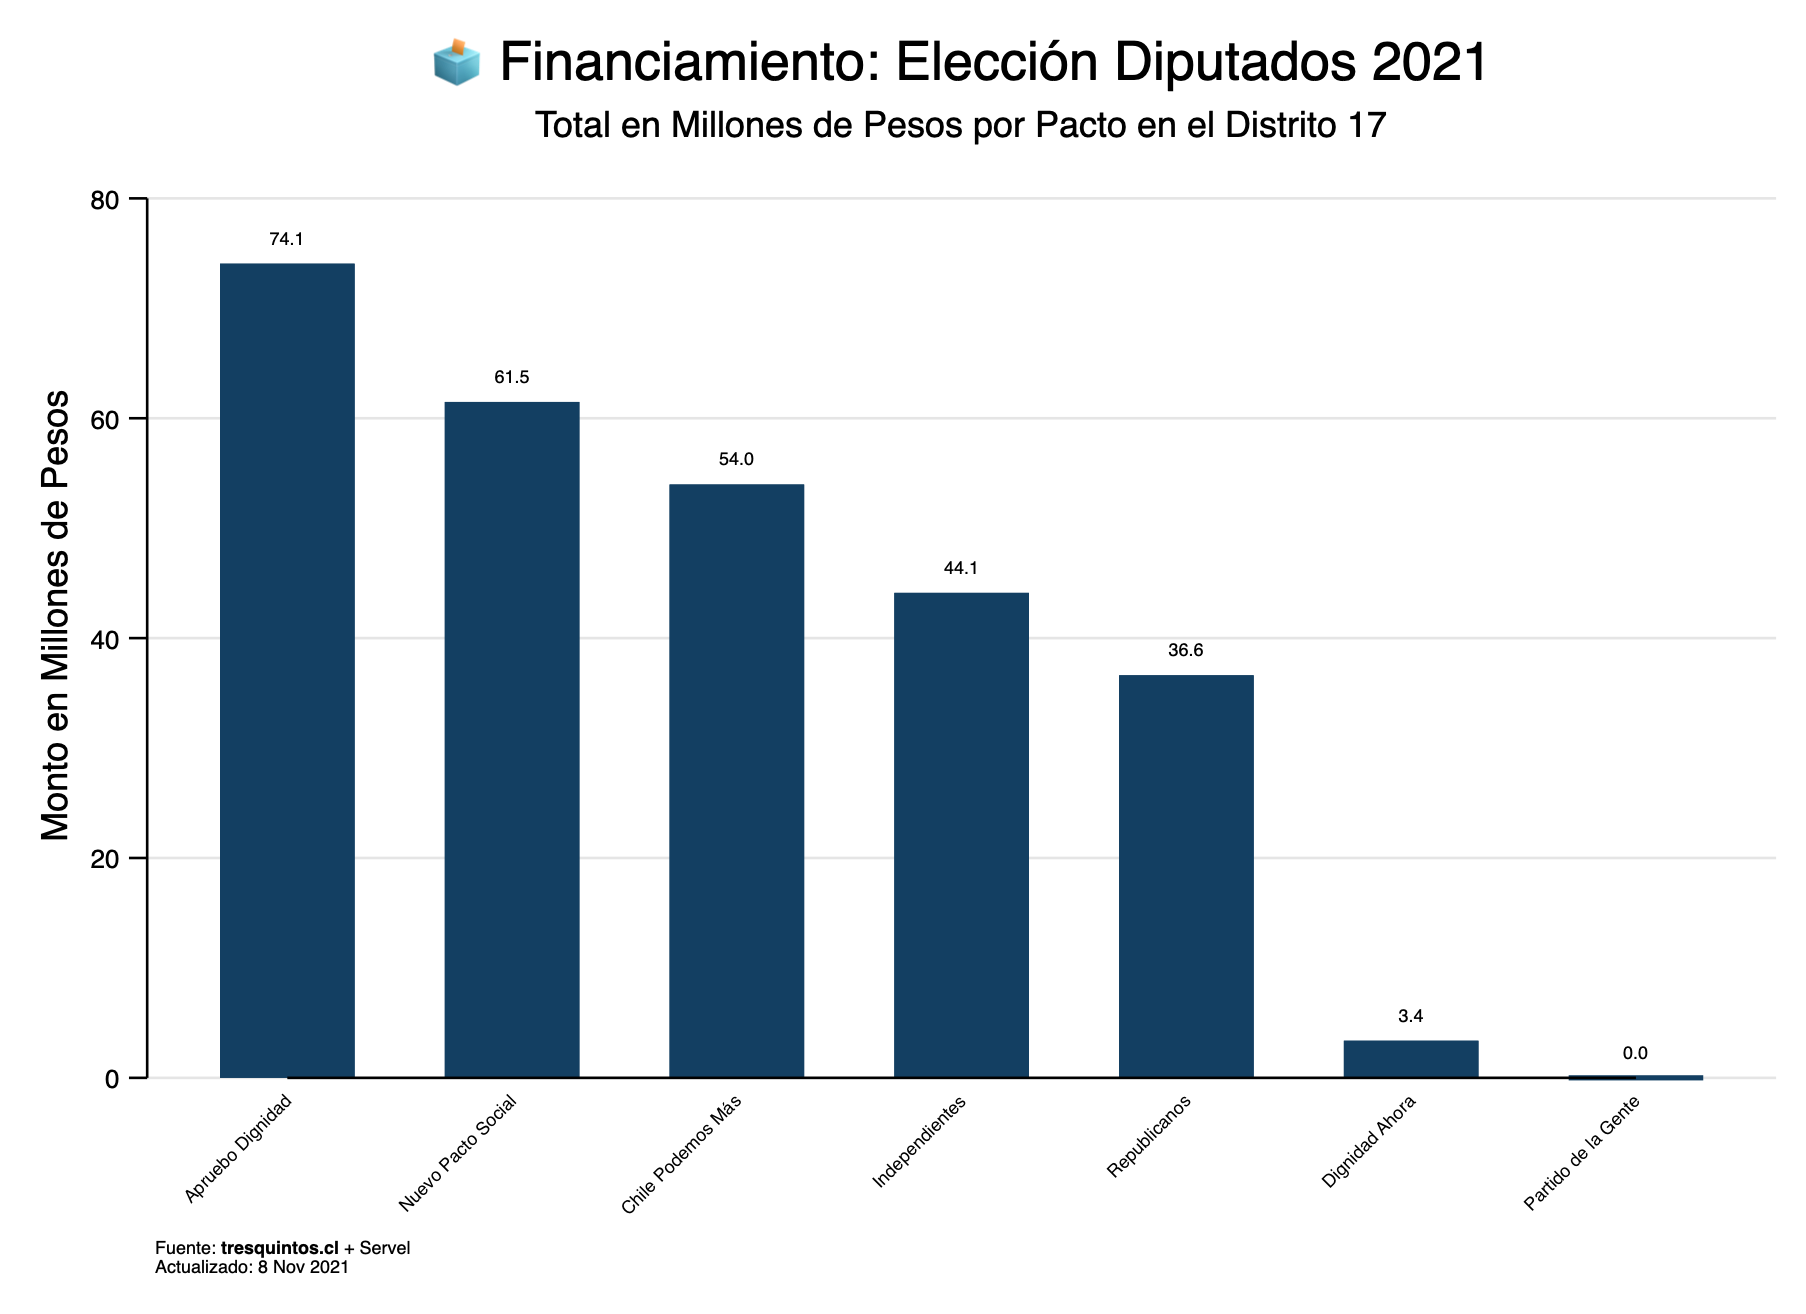 Financiamiento: Elección Diputados 2021
Total en Millones de Pesos por Pacto en el Distrito 17
Monto en Millones de Pesos
80
60
40
20
0
74.1
61.5
54.0
44.1
36.6
3.4
0.0
Apruebo Dignidad
Nuevo Pacto Social
Chile Podemos Más
Independientes
Republicanos
Dignidad Ahora
Partido de la Gente
Fuente: tresquintos.cl + Servel
Actualizado: 8 Nov 2021